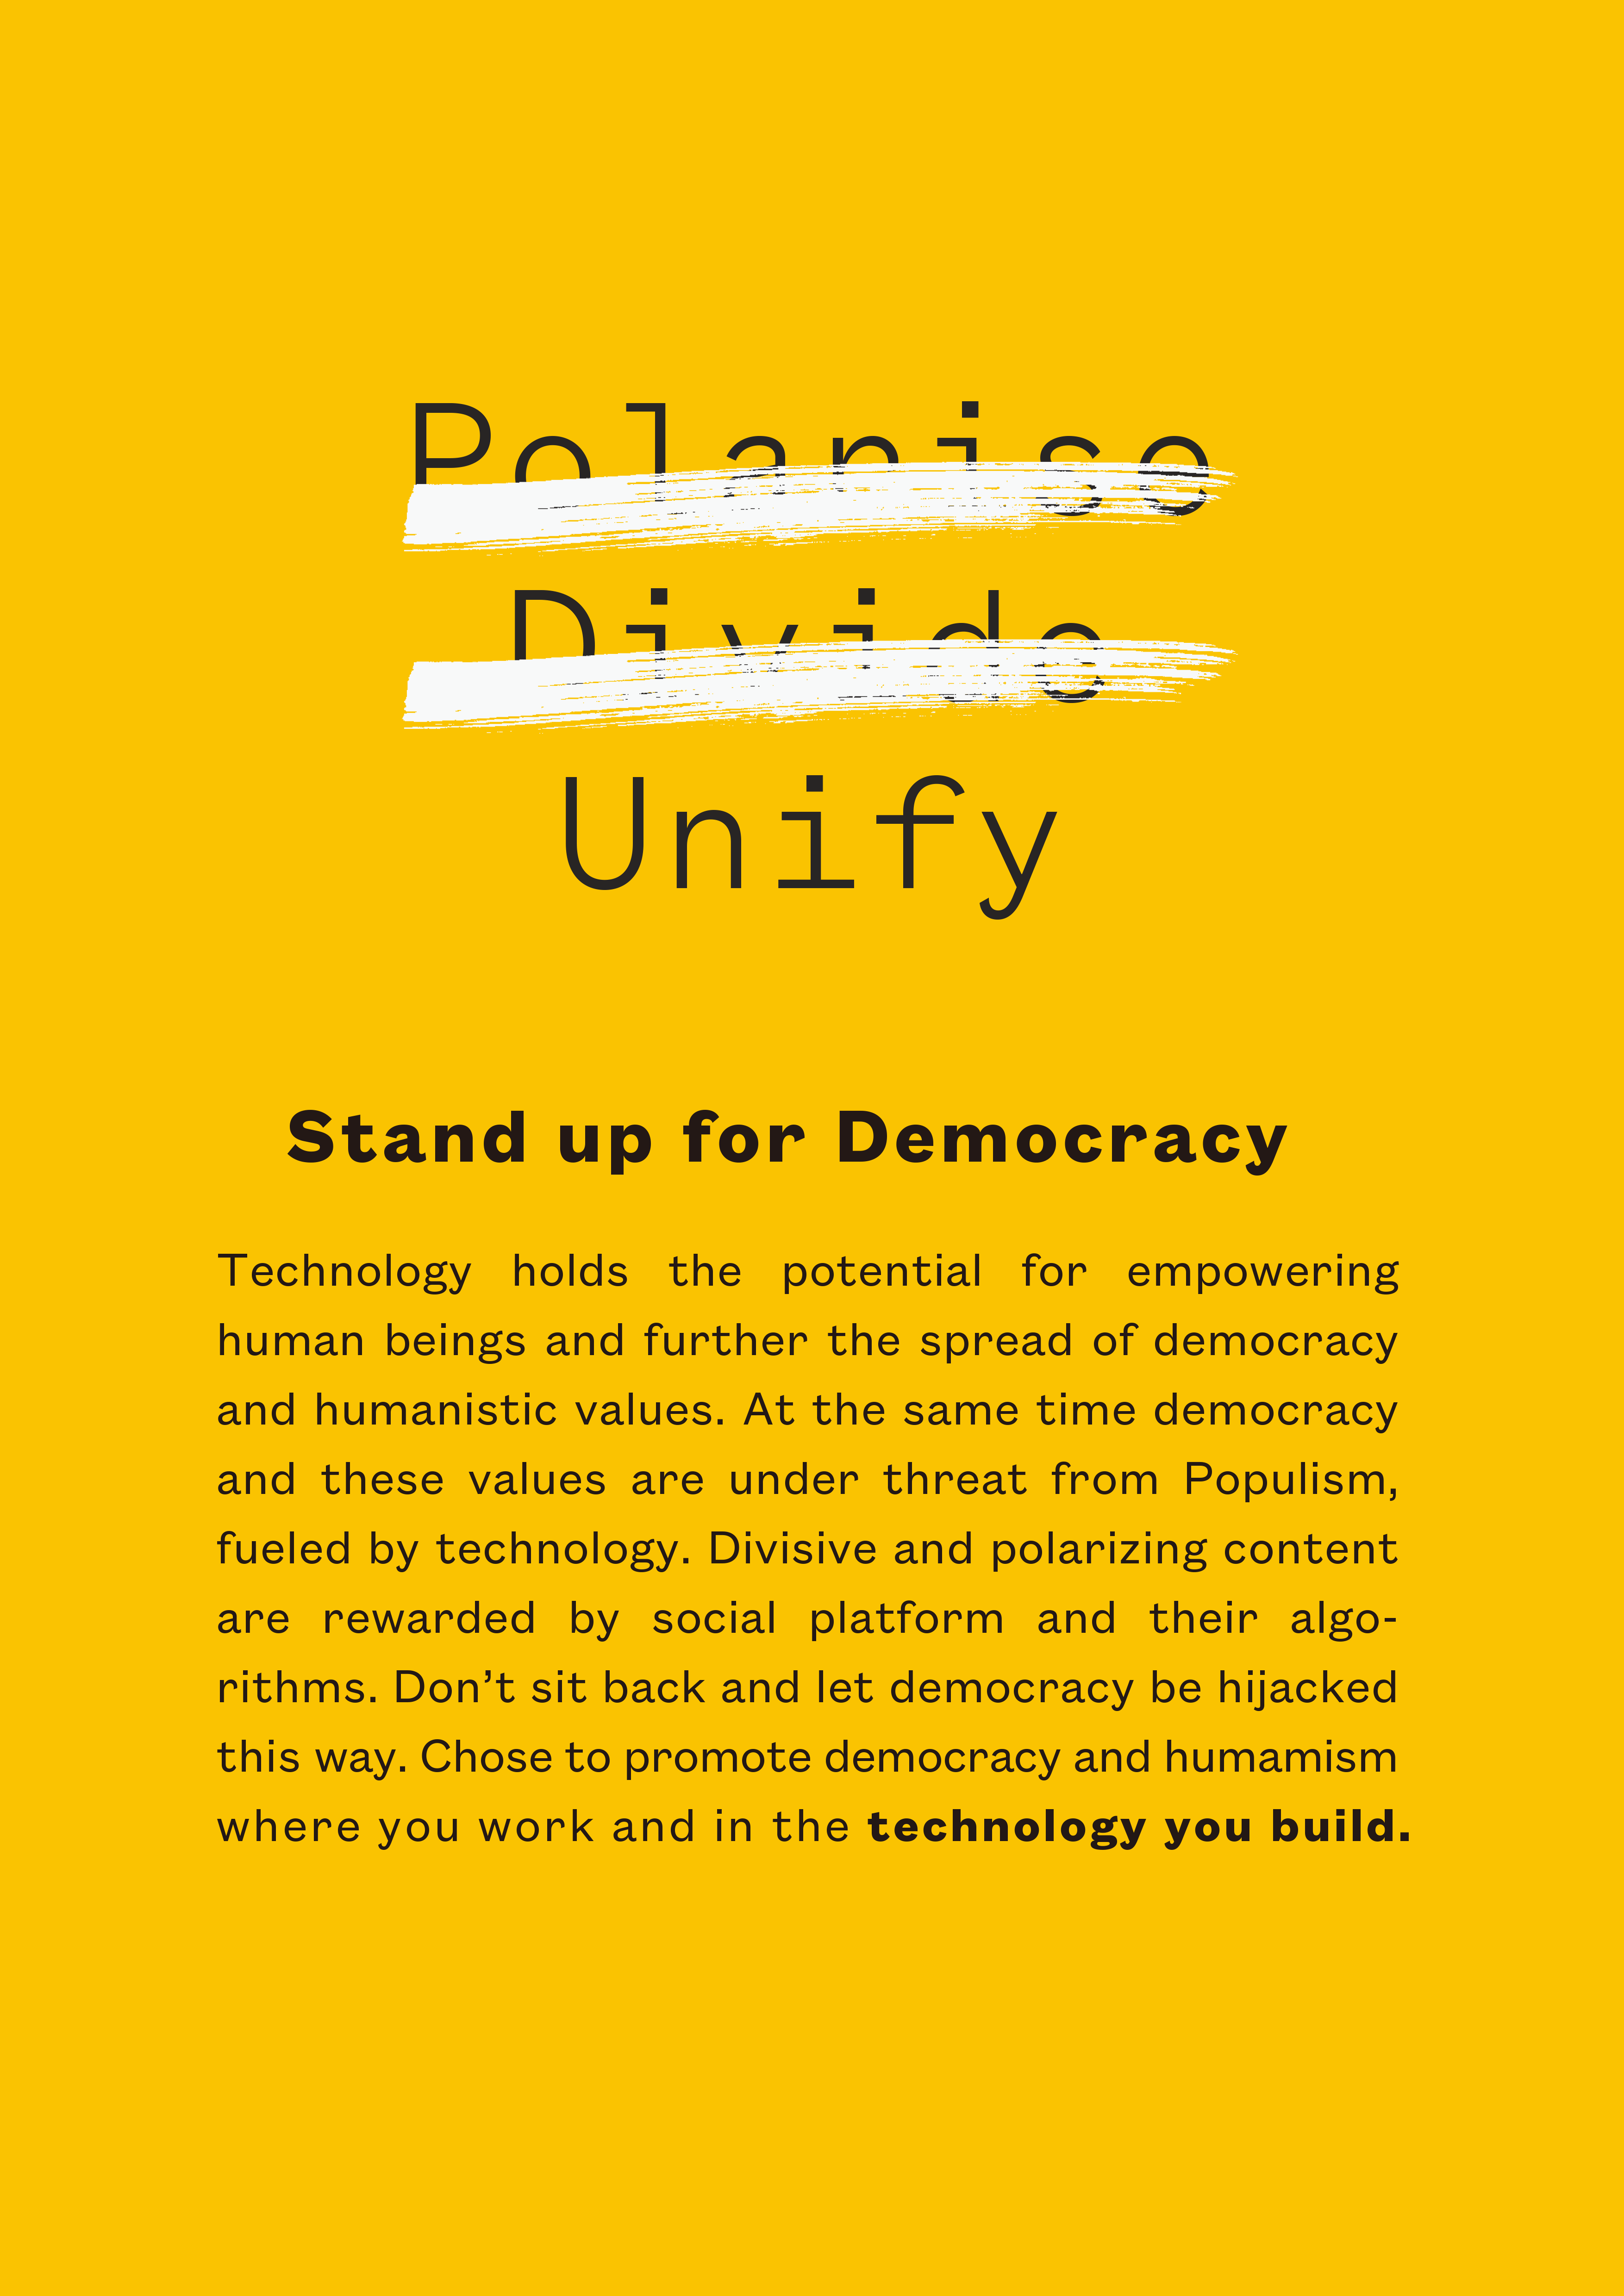 Polarise
Divide
Unify
Stand up for Democracy
Technology holds the potential for empowering
human beings and further the spread of democracy
and humanistic values. At the same time democracy
and these values are under threat from Populism,
fueled by technology. Divisive and polarizing content
are rewarded by social platform and their algo-
rithms. Don’t sit back and let democracy be hijacked
this way. Chose to promote democracy and humamism
where you work and in the technology you build.